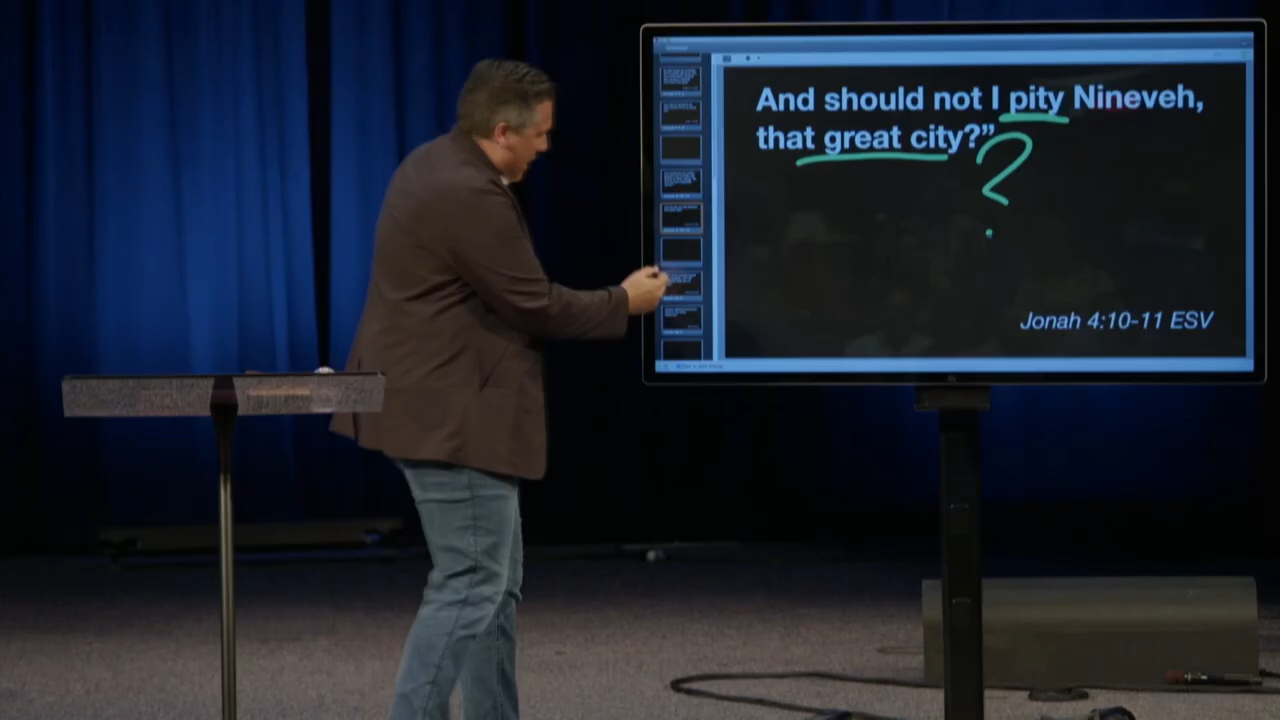 And should not I pity Nineveh,
that great city?”
?
Jonah 4:10-11 ESV